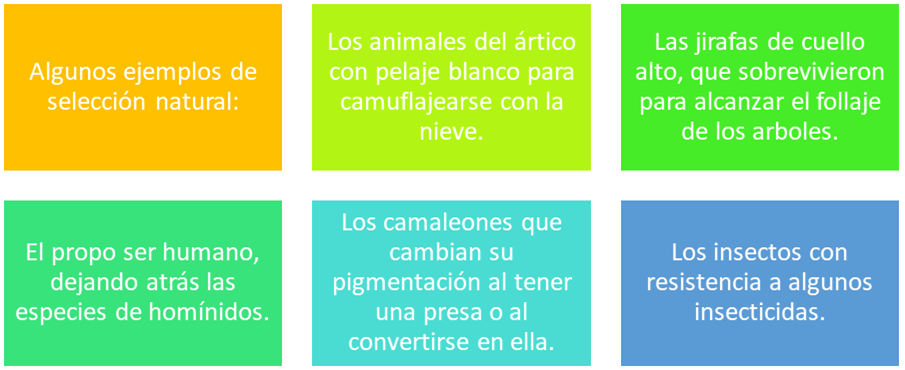 Algunos ejemplos de
selección natural:
Los animales del ártico
con pelaje blanco para
camuflajearse con la
nieve.
Las jirafas de cuello
alto, que sobrevivieron
para alcanzar el follaje
de los arboles.
El propo ser humano,
dejando atrás las
especies de homínidos.
Los camaleones que
cambian su
pigmentación al tener
una presa o al
convertirse en ella.
Los insectos con
resistencia a algunos
insecticidas.